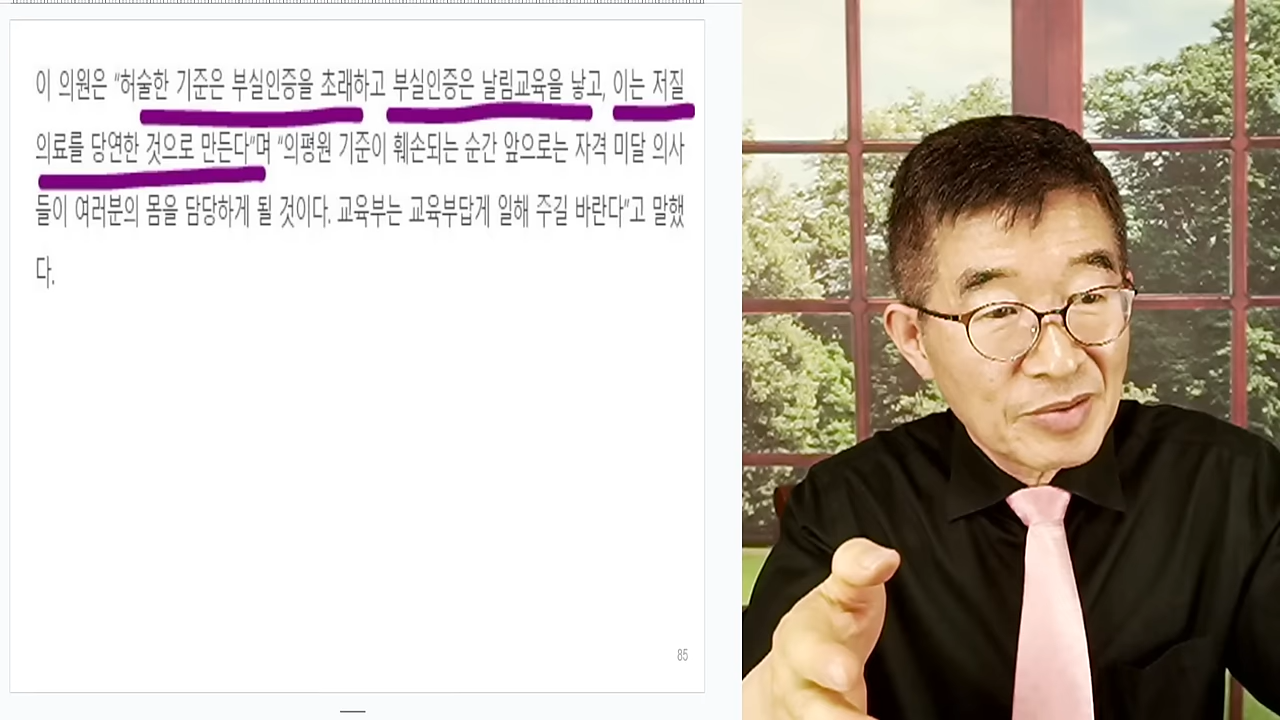 이 의원은 “허술한 기준은 부실인증을 초래하고 부실인증은 날림교육을 낳고, 이는 저질
의료를 당연한 것으로 만든다”며 “의평원 기준이 훼손되는 순간 앞으로는 자격 미달 의사
들이 여러분의 몸을 담당하게 될 것이다. 교육부는 교육부답게 일해 주길 바란다”고 말했
다.
85